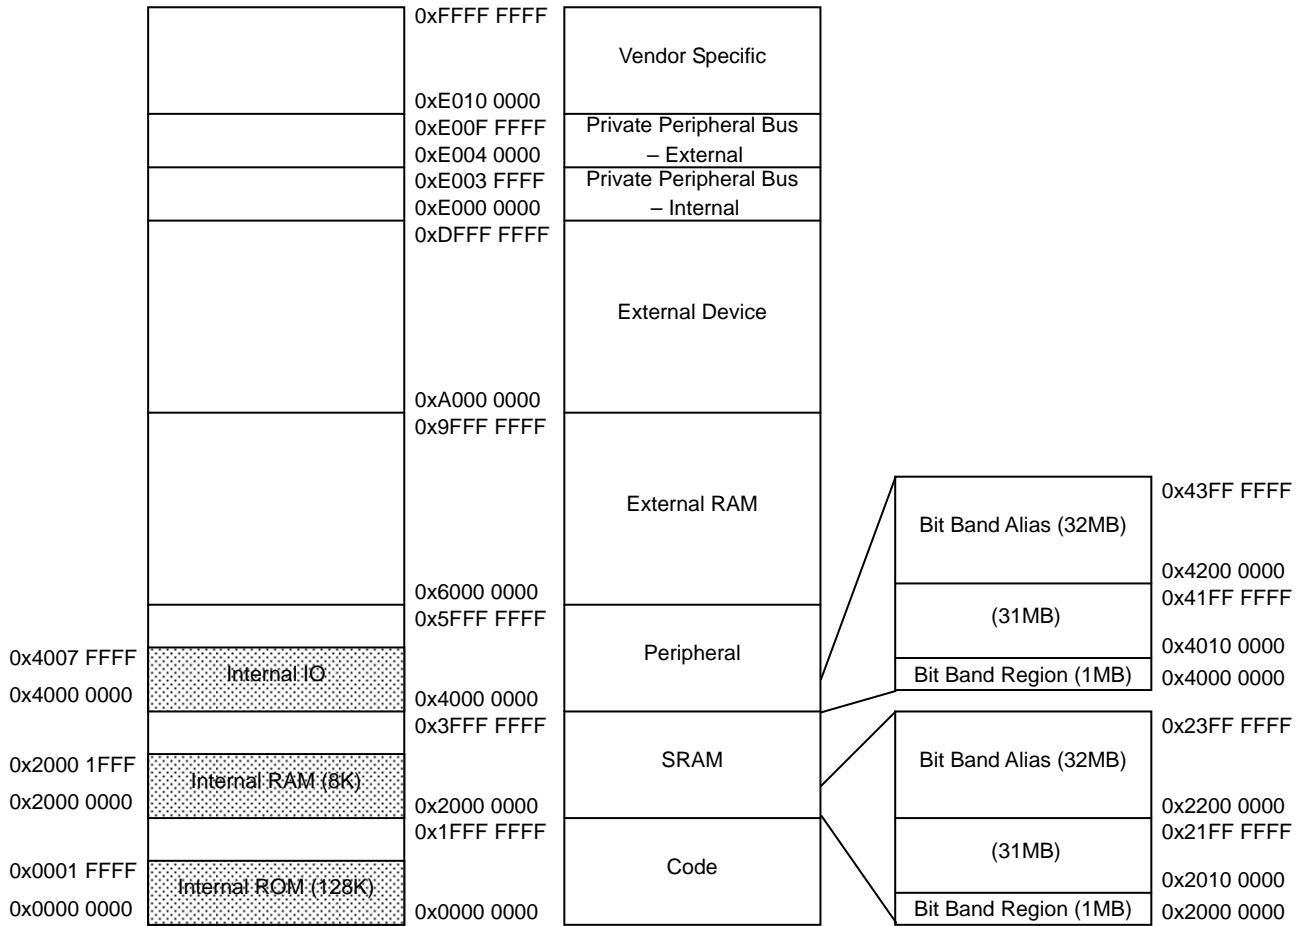 0xFFFF FFFF
Vendor Specific
0xE010 0000
0xE00F FFFF
Private Peripheral Bus
– External
0xE004 0000
0xE003 FFFF
Private Peripheral Bus
– Internal
0xE000 0000
0xDFFF FFFF
External Device
0xA000 0000
0x9FFF FFFF
External RAM
0x6000 0000
0x5FFF FFFF
Peripheral
0x4007 FFFF
Internal IO
0x4000 0000
0x4000 0000
0x3FFF FFFF
SRAM
0x2000 1FFF
Internal RAM (8K)
0x2000 0000
0x2000 0000
0x1FFF FFFF
Code
0x0001 FFFF
Internal ROM (128K)
0x0000 0000
0x0000 0000
0x43FF FFFF
Bit Band Alias (32MB)
0x4200 0000
0x41FF FFFF
(31MB)
0x4010 0000
Bit Band Region (1MB)
0x4000 0000
0x23FF FFFF
Bit Band Alias (32MB)
0x2200 0000
0x21FF FFFF
(31MB)
0x2010 0000
Bit Band Region (1MB)
0x2000 0000